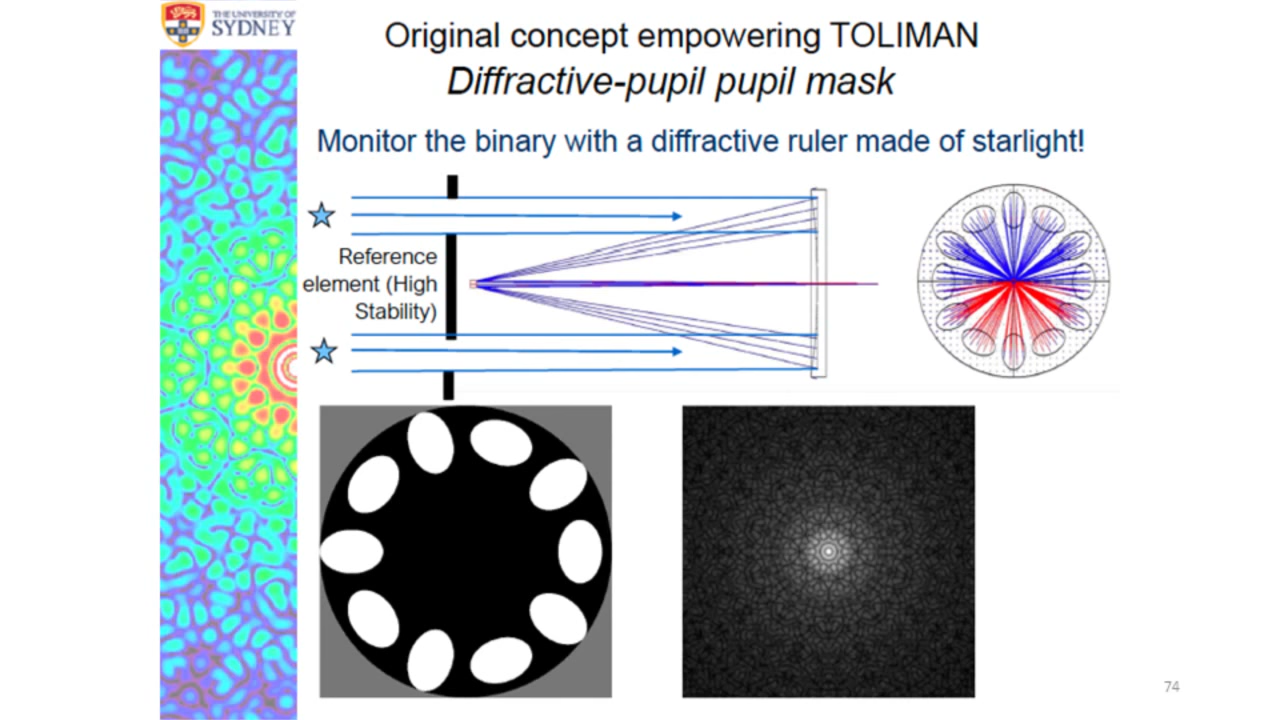 THE UNIVERSITY OF
SYDNEY
Original concept empowering TOLIMAN
Diffractive-pupil pupil mask
Monitor the binary with a diffractive ruler made of starlight!
Reference
element (High
Stability)
74